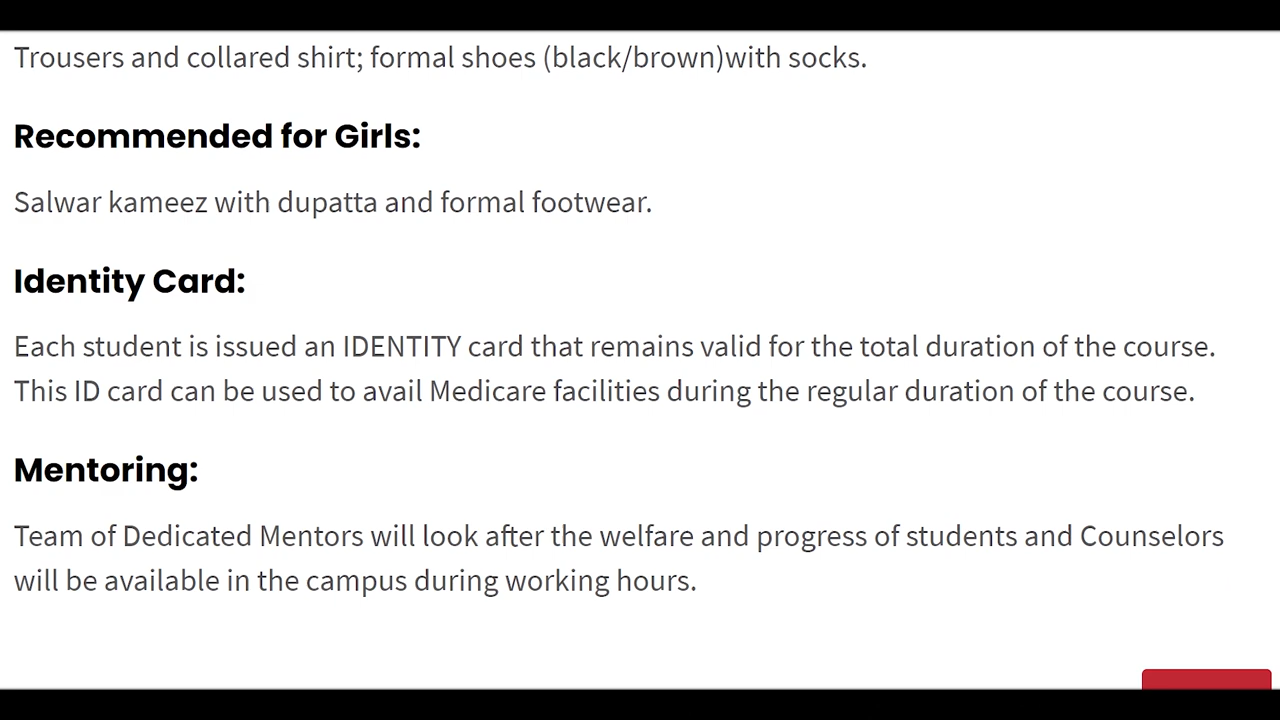 Trousers and collared shirt; formal shoes (black/brown)with socks.
Recommended for Girls:
Salwar kameez with dupatta and formal footwear.
Identity Card:
Each student is issued an IDENTITY card that remains valid for the total duration of the course.
This ID card can be used to avail Medicare facilities during the regular duration of the course.
Mentoring:
Team of Dedicated Mentors will look after the welfare and progress of students and Counselors
will be available in the campus during working hours.